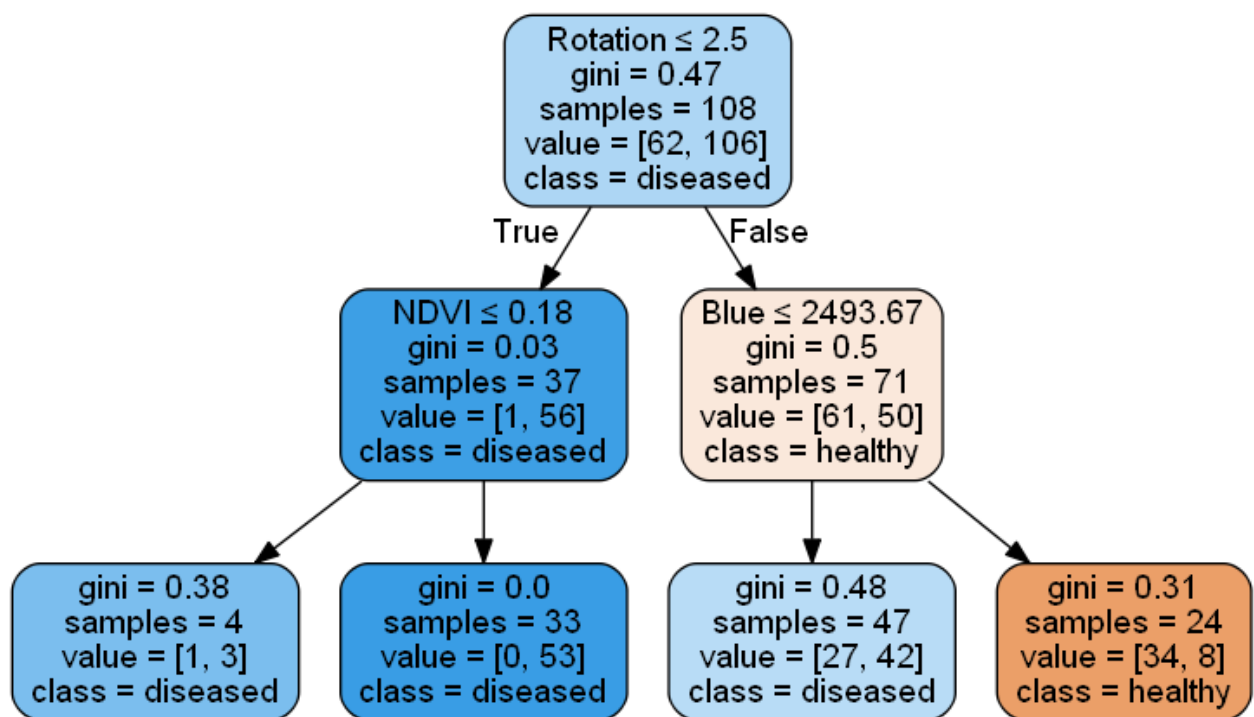 Rotation ≤ 2.5
gini = 0.47
samples = 108
value = [62, 106]
class = diseased
True
False
NDVI ≤ 0.18
gini = 0.03
samples = 37
value = [1, 56]
class = diseased
Blue ≤ 2493.67
gini = 0.5
samples = 71
value = [61, 50]
class = healthy
gini = 0.38
samples = 4
value = [1, 3]
class = diseased
gini = 0.0
samples = 33
value = [0, 53]
class = diseased
gini = 0.48
samples = 47
value = [27, 42]
class = diseased
gini = 0.31
samples = 24
value = [34, 8]
class = healthy